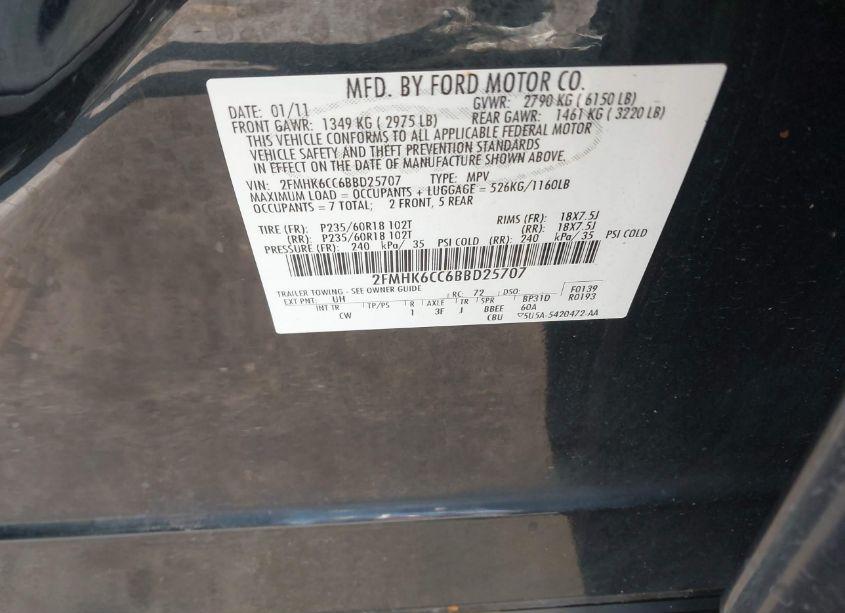 MFD. BY FORD MOTOR CO.
DATE: 01/11 GVWR: 2790 KG ( 6150 LB)
FRONT GAWR: 1349 KG ( 2975 LB) REAR GAWR: 1461 KG ( 3220 LB)
THIS VEHICLE CONFORMS TO ALL APPLICABLE FEDERAL MOTOR
VEHICLE SAFETY AND THEFT PREVENTION STANDARDS
IN EFFECT ON THE DATE OF MANUFACTURE SHOWN ABOVE.
VIN: 2FMHK6CC6BBD25707 TYPE: MPV
MAXIMUM LOAD = OCCUPANTS + LUGGAGE = 526KG/1160LB
OCCUPANTS = 7 TOTAL; 2 FRONT, 5 REAR
TIRE (FR): P235/60R18 102T RIMS (FR): 18X7.5J
(RR): P235/60R18 102T (RR): 18X7.5J
PRESSURE (FR): 240 kPa/ 35 PSI COLD (RR): 240 kPa/ 35 PSI COLD
2FMHK6CC6BBD25707
TRAILER TOWING - SEE OWNER GUIDE RC: 72 DSO: F0139
EXT PNT: UH BP31D R0193
INT TR TP/PS R AXLE TR SPR 60A
CW 1 3F J BBEE
CBU ▽5U5A-5420472-AA